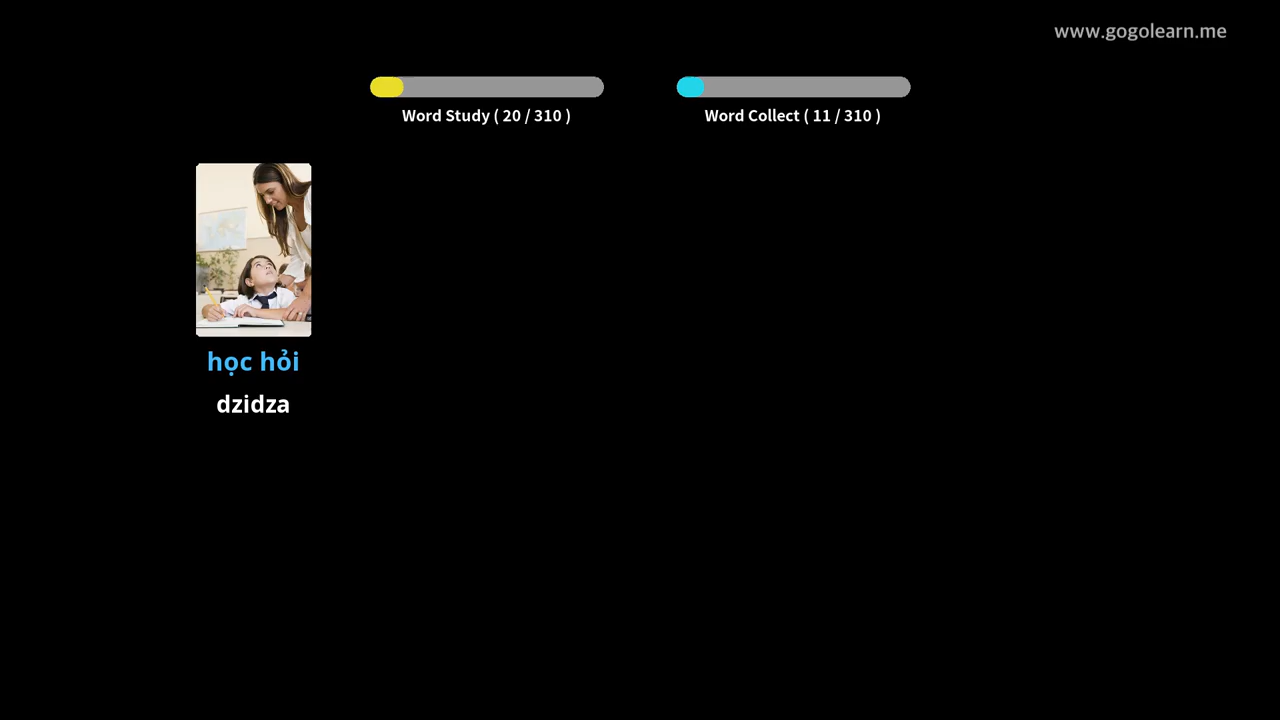 www.gogolearn.me
Word Study ( 20 / 310 )
Word Collect ( 11 / 310 )
học hỏi
dzidza